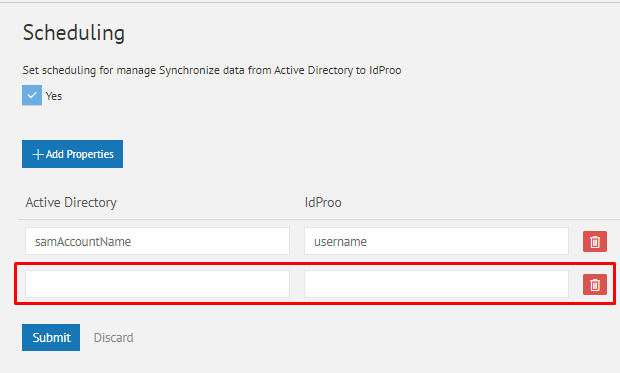 Scheduling
Set scheduling for manage Synchronize data from Active Directory to IdProo
Yes
+ Add Properties
Active Directory IdProo
samAccountName username
Submit Discard